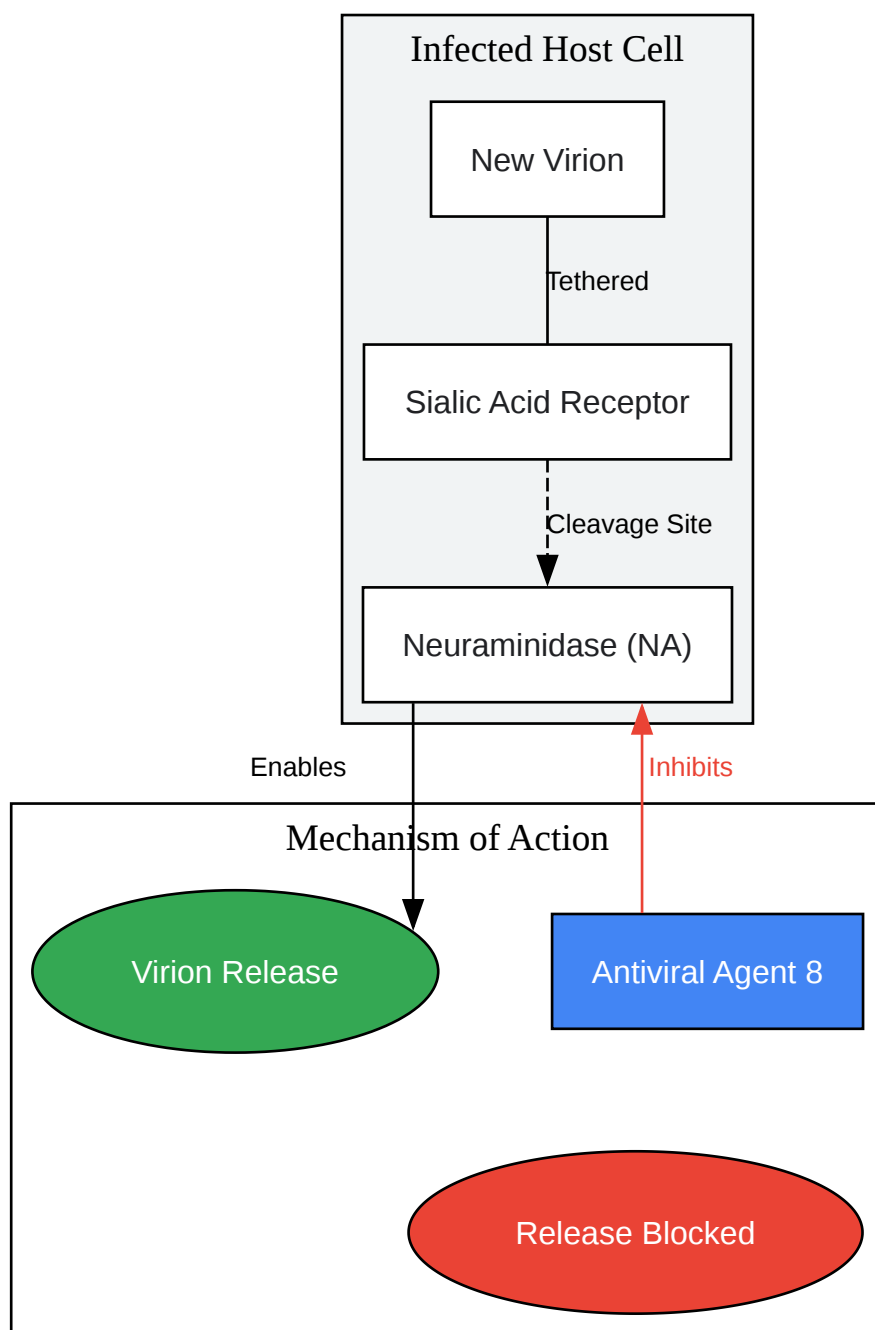 Infected Host Cell
New Virion
Tethered
Sialic Acid Receptor
Cleavage Site
Neuraminidase (NA)
Enables
Inhibits
Mechanism of Action
Virion Release
Antiviral Agent 8
Release Blocked